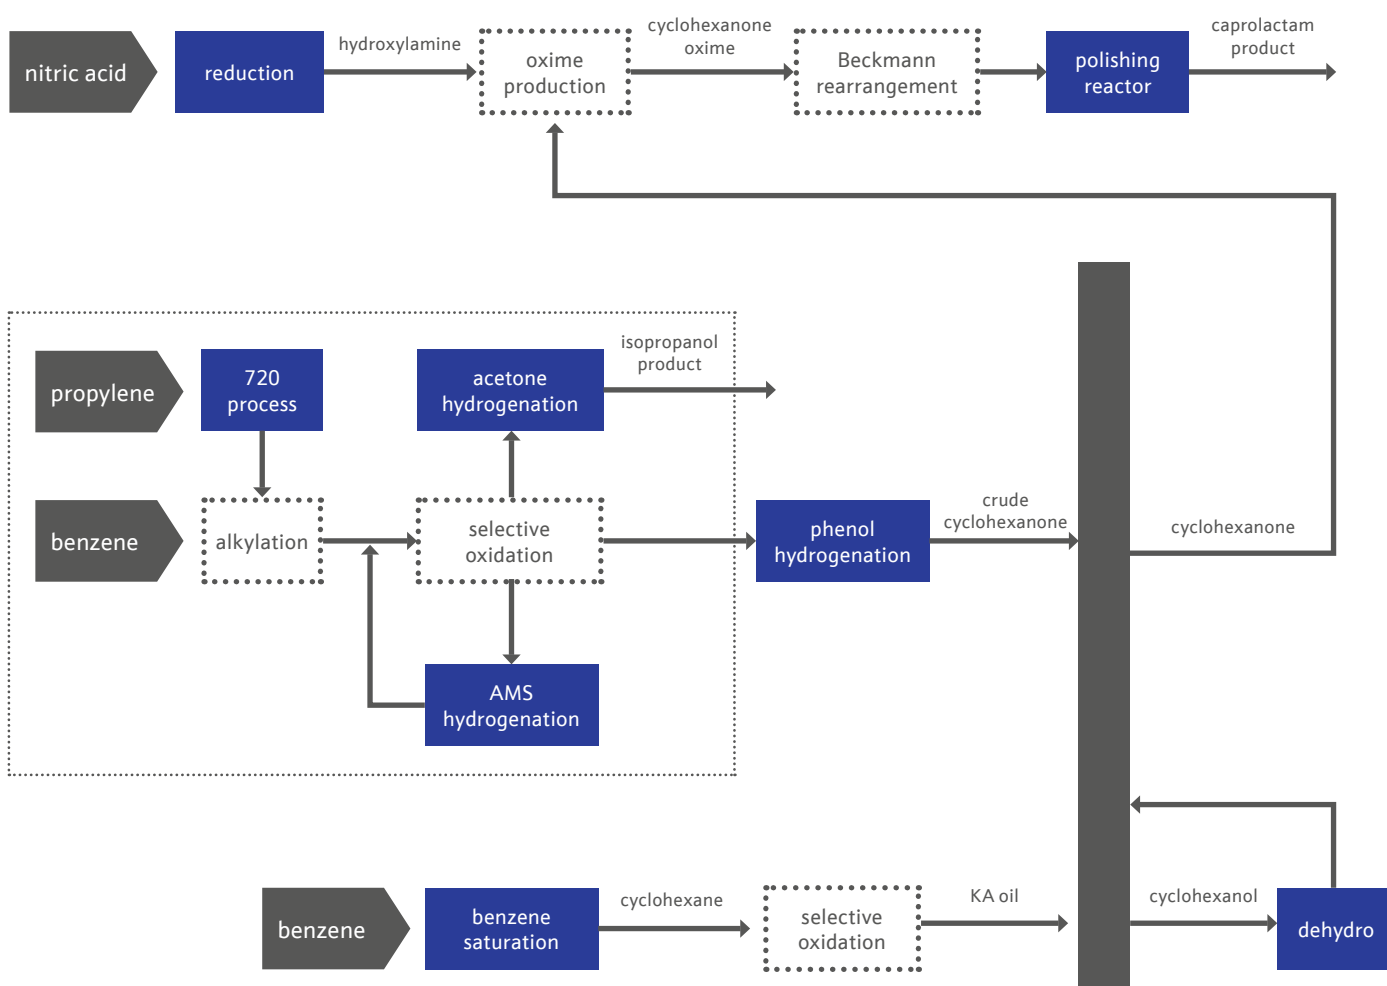 nitric acid
reduction
hydroxylamine
oxime
production
cyclohexanone
oxime
Beckmann
rearrangement
polishing
reactor
caprolactam
product
propylene
720
process
acetone
hydrogenation
isopropanol
product
benzene
alkylation
selective
oxidation
phenol
hydrogenation
crude
cyclohexanone
cyclohexanone
AMS
hydrogenation
benzene
benzene
saturation
cyclohexane
selective
oxidation
KA oil
cyclohexanol
dehydro